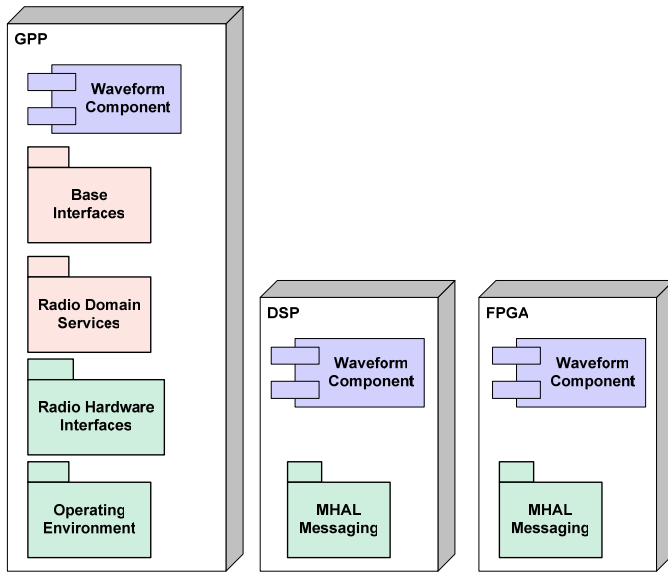 GPP
Waveform
Component
Base
Interfaces
Radio Domain
Services
Radio Hardware
Interfaces
Operating
Environment
DSP
Waveform
Component
MHAL
Messaging
FPGA
Waveform
Component
MHAL
Messaging